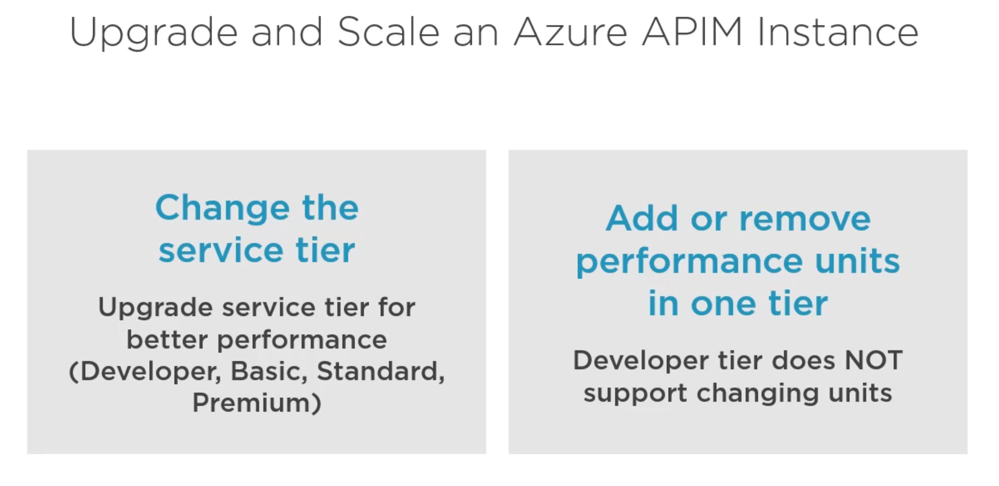 Upgrade and Scale an Azure APIM Instance
Change the
service tier
Upgrade service tier for
better performance
(Developer, Basic, Standard,
Premium)
Add or remove
performance units
in one tier
Developer tier does NOT
support changing units